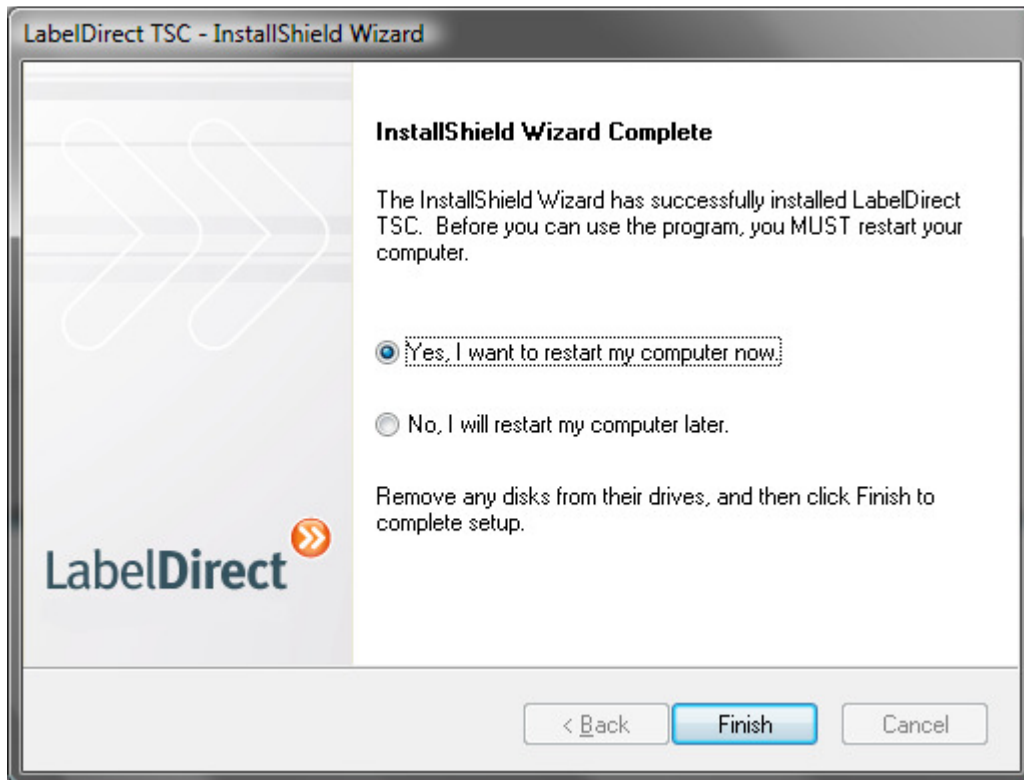 LabelDirect TSC - InstallShield Wizard
InstallShield Wizard Complete
The InstallShield Wizard has successfully installed LabelDirect
TSC.  Before you can use the program, you MUST restart your
computer.
Yes, I want to restart my computer now.
No, I will restart my computer later.
Remove any disks from their drives, and then click Finish to
complete setup.
LabelDirect
< Back
Finish
Cancel